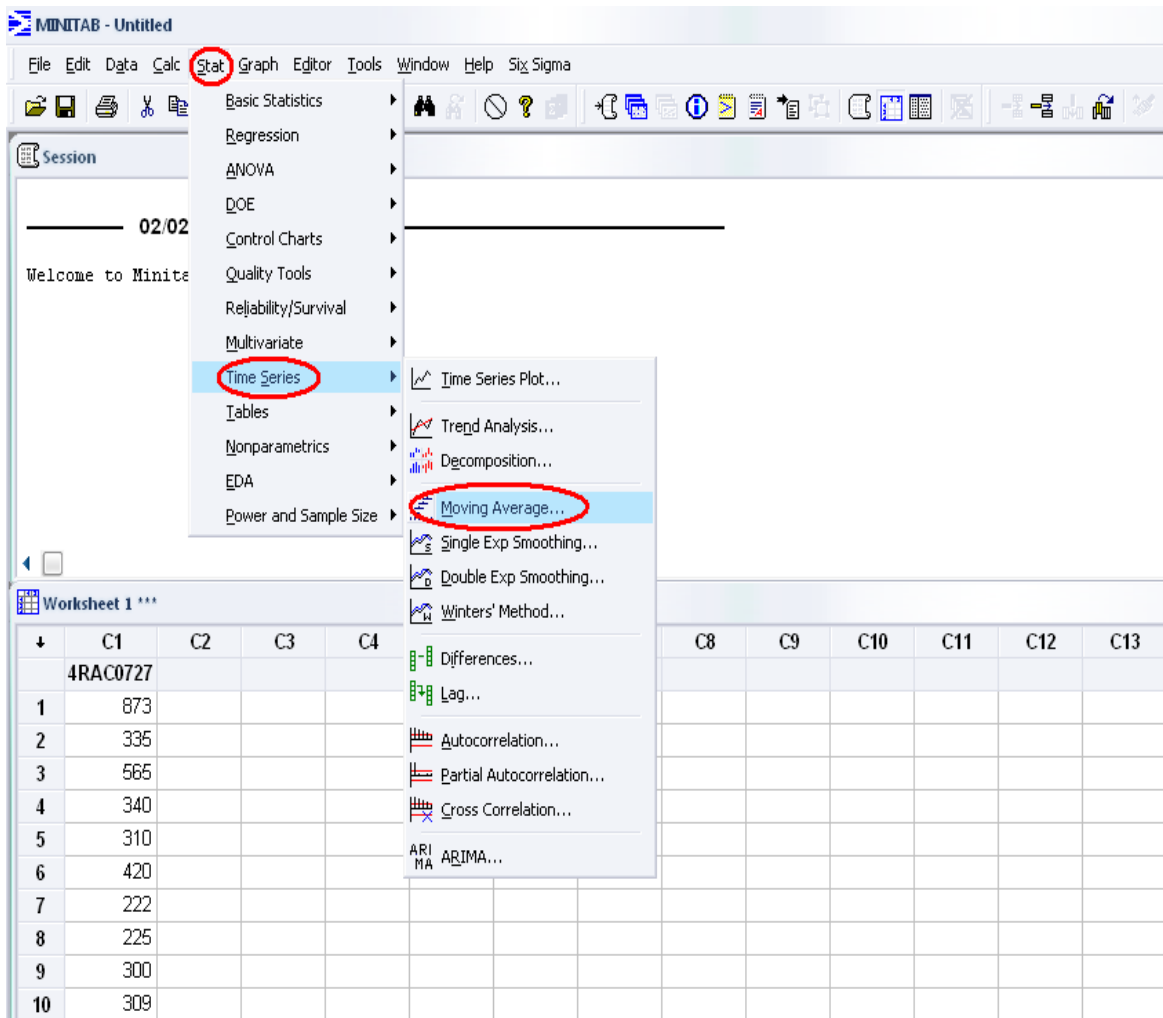 MINITAB - Untitled
File Edit Data Calc Stat Graph Editor Tools Window Help Six Sigma
Basic Statistics
Regression
ANOVA
DOE
Control Charts
Quality Tools
Reliability/Survival
Multivariate
Time Series
Tables
Nonparametrics
EDA
Power and Sample Size
Time Series Plot...
Trend Analysis...
Decomposition...
Moving Average...
Single Exp Smoothing...
Double Exp Smoothing...
Winters' Method...
Differences...
Lag...
Autocorrelation...
Partial Autocorrelation...
Cross Correlation...
ARIMA ARIMA...
Session
02/02
Welcome to Minita
Worksheet 1 ***
C1 C2 C3 C4 C8 C9 C10 C11 C12 C13
4RAC0727
1 873
2 335
3 565
4 340
5 310
6 420
7 222
8 225
9 300
10 309